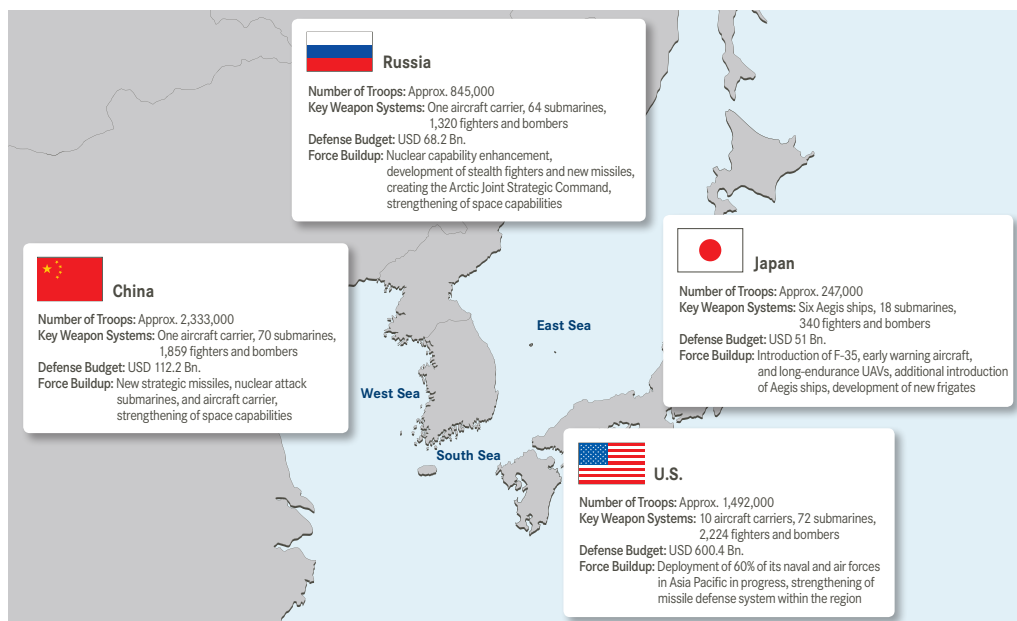 Russia
Number of Troops: Approx. 845,000
Key Weapon Systems: One aircraft carrier, 64 submarines,
1,320 fighters and bombers
Defense Budget: USD 68.2 Bn.
Force Buildup: Nuclear capability enhancement,
development of stealth fighters and new missiles,
creating the Arctic Joint Strategic Command,
strengthening of space capabilities
China
Number of Troops: Approx. 2,333,000
Key Weapon Systems: One aircraft carrier, 70 submarines,
1,859 fighters and bombers
Defense Budget: USD 112.2 Bn.
Force Buildup: New strategic missiles, nuclear attack
submarines, and aircraft carrier,
strengthening of space capabilities
Japan
Number of Troops: Approx. 247,000
Key Weapon Systems: Six Aegis ships, 18 submarines,
340 fighters and bombers
Defense Budget: USD 51 Bn.
Force Buildup: Introduction of F-35, early warning aircraft,
and long-endurance UAVs, additional introduction
of Aegis ships, development of new frigates
East Sea
West Sea
South Sea
U.S.
Number of Troops: Approx. 1,492,000
Key Weapon Systems: 10 aircraft carriers, 72 submarines,
2,224 fighters and bombers
Defense Budget: USD 600.4 Bn.
Force Buildup: Deployment of 60% of its naval and air forces
in Asia Pacific in progress, strengthening of
missile defense system within the region